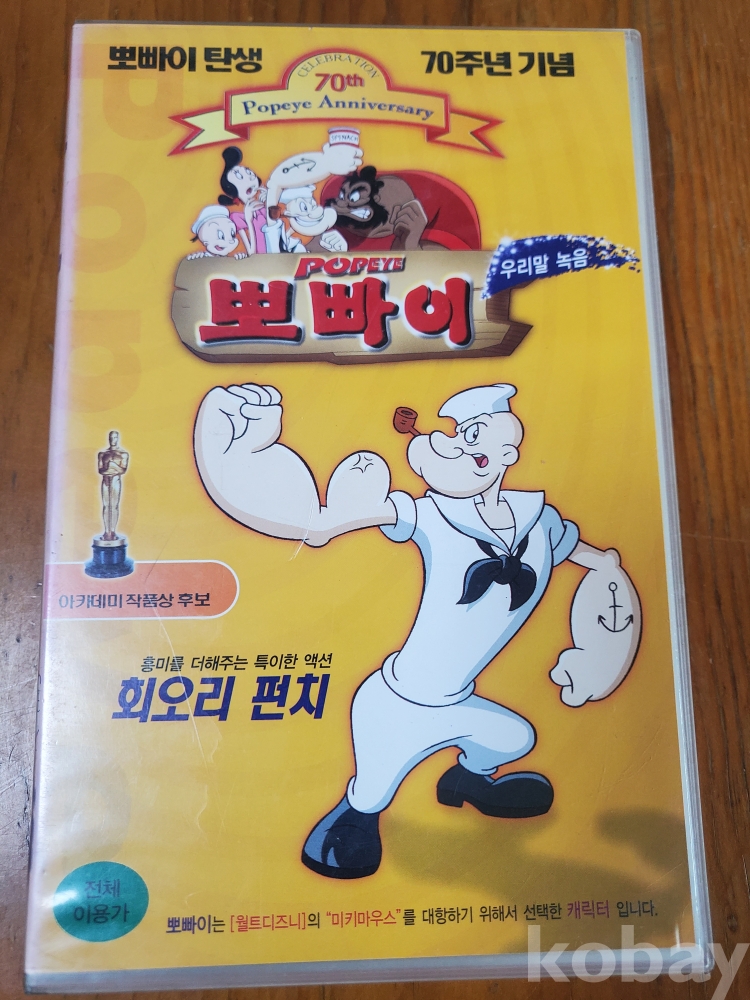 뽀빠이 탄생
70주년 기념
CELEBRATION
70th
Popeye Anniversary
SPINACH
POPEYE
뽀빠이
우리말 녹음
아카데미 작품상 후보
흥미를 더해주는 특이한 액션
회오리 펀치
전체
이용가
뽀빠이는 [월트디즈니]의 "미키마우스"를 대항하기 위해서 선택한 캐릭터 입니다.
kobay